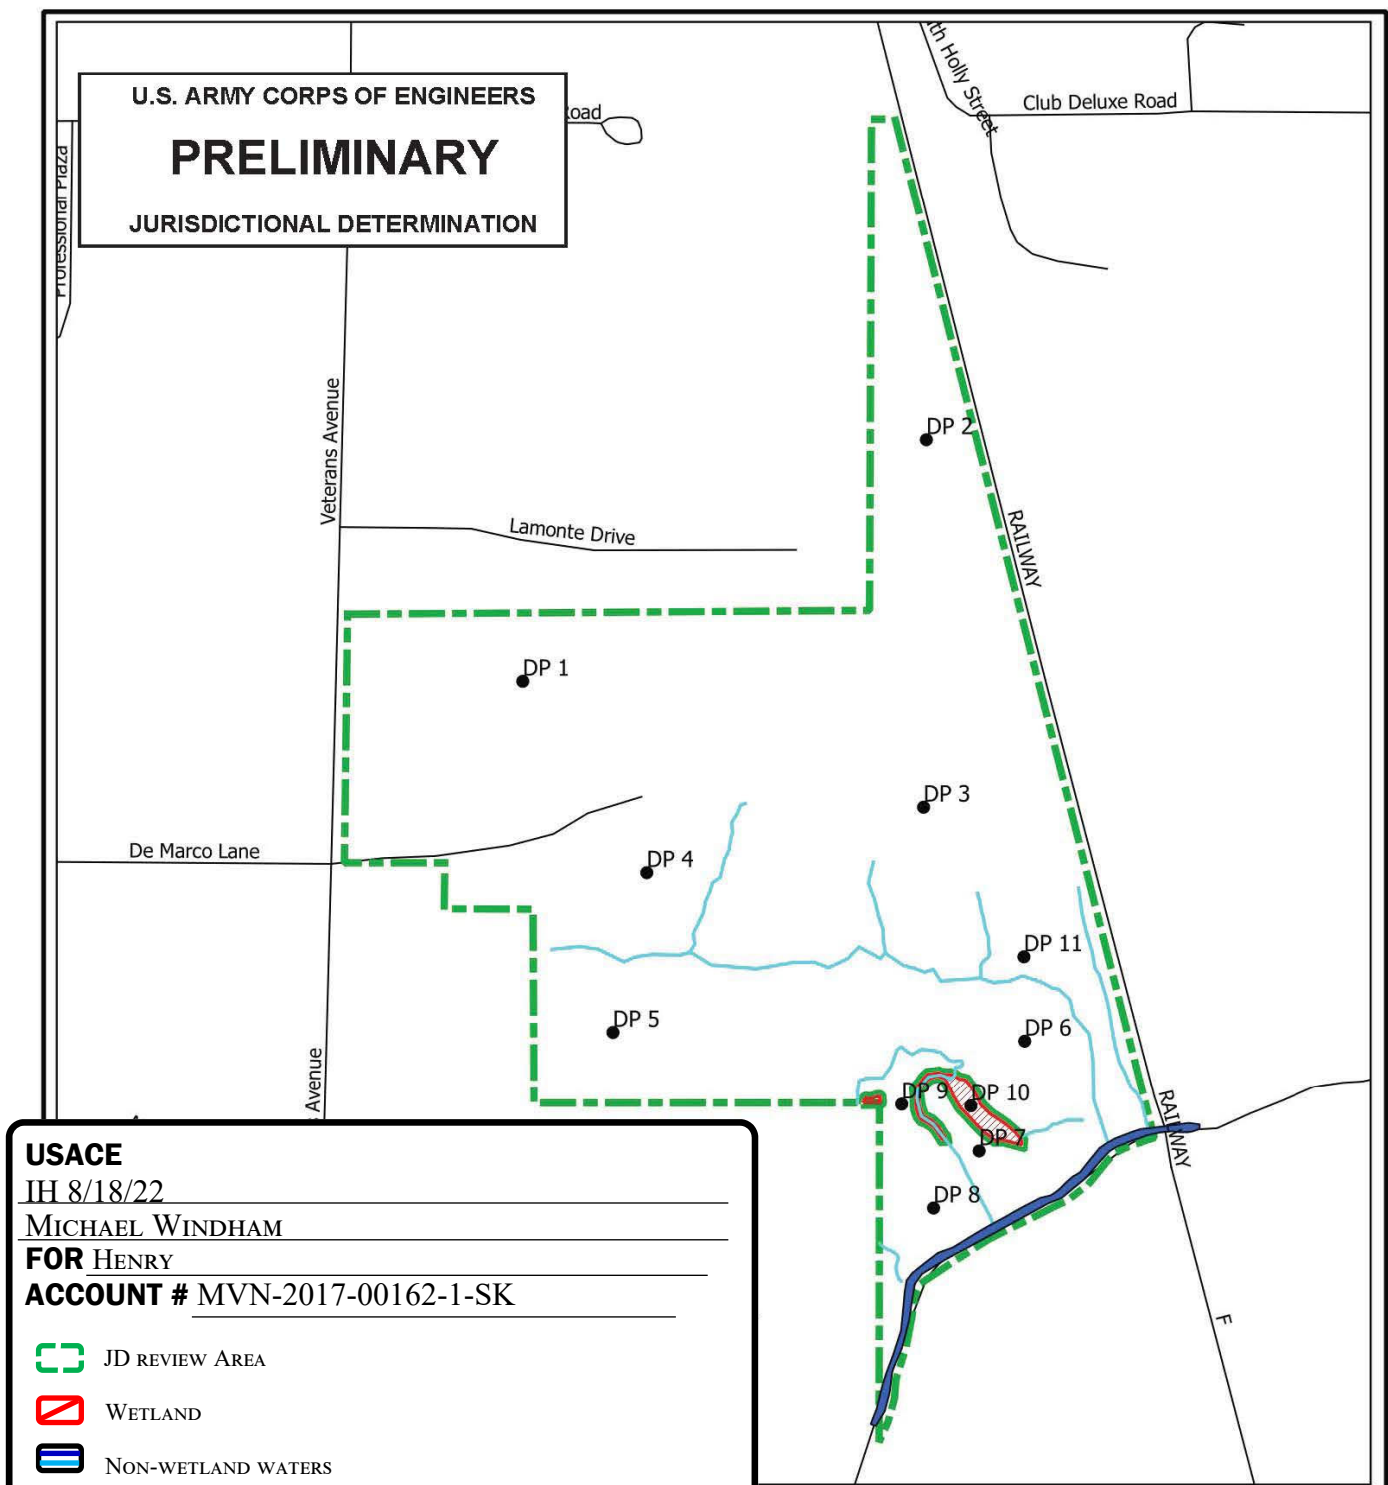 U.S. ARMY CORPS OF ENGINEERS
PRELIMINARY
JURISDICTIONAL DETERMINATION
Road
Professional Plaza
Holly Street
Club Deluxe Road
Veterans Avenue
DP 2
Lamonte Drive
RAILWAY
DP 1
DP 3
De Marco Lane
DP 4
DP 11
DP 5
DP 6
Avenue
DP 9
DP 10
RAILWAY
DP 7
DP 8
F
USACE
IH 8/18/22
MICHAEL WINDHAM
FOR HENRY
ACCOUNT # MVN-2017-00162-1-SK
JD REVIEW AREA
WETLAND
NON-WETLAND WATERS